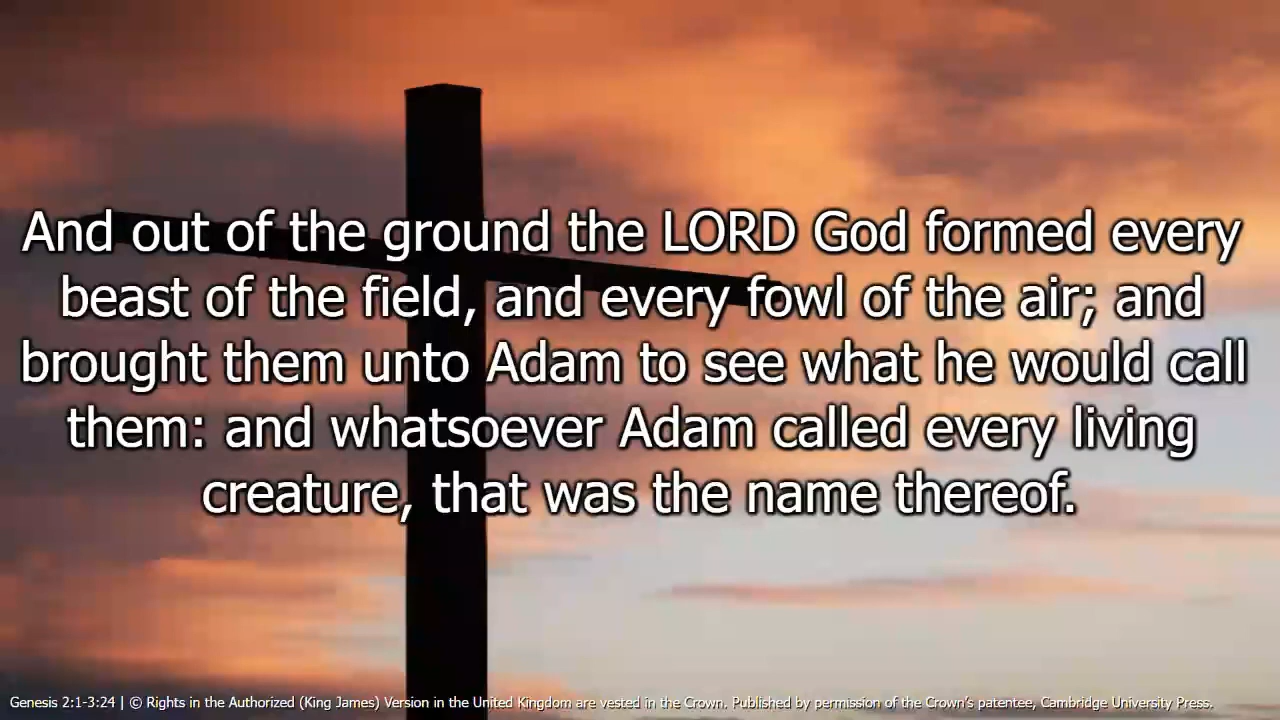 And out of the ground the LORD God formed every
beast of the field, and every fowl of the air; and
brought them unto Adam to see what he would call
them: and whatsoever Adam called every living
creature, that was the name thereof.
Genesis 2:1-3:24 | © Rights in the Authorized (King James) Version in the United Kingdom are vested in the Crown. Published by permission of the Crown’s patentee, Cambridge University Press.